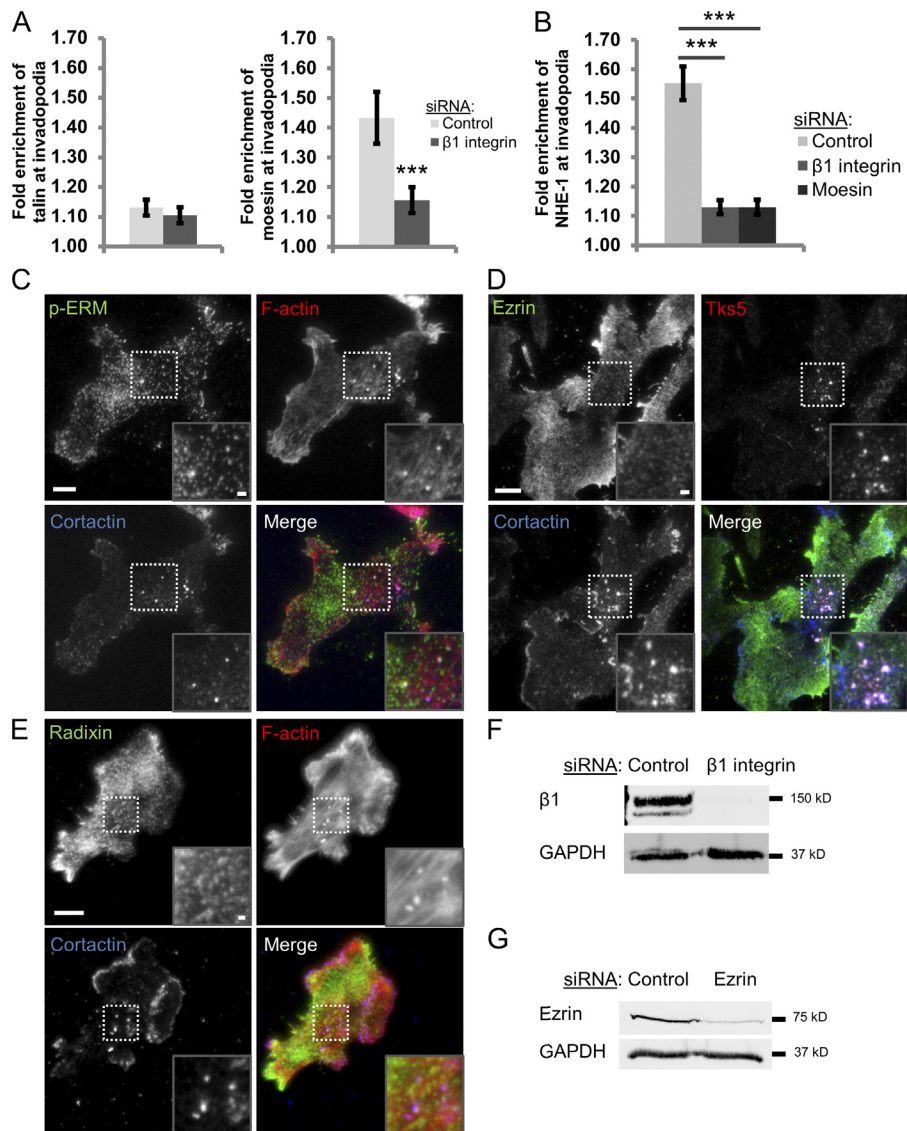 A
Fold enrichment of
talin at invadopodia
1.70
1.60
1.50
1.40
1.30
1.20
1.10
1.00
Fold enrichment of
moesin at invadopodia
1.70
1.60
1.50
1.40
1.30
1.20
1.10
1.00
***
siRNA:
Control
β1 integrin
B
Fold enrichment of
NHE-1 at invadopodia
1.70
1.60
1.50
1.40
1.30
1.20
1.10
1.00
***
***
siRNA:
Control
β1 integrin
Moesin
C
p-ERM
F-actin
Cortactin
Merge
D
Ezrin
Tks5
Cortactin
Merge
E
Radixin
F-actin
Cortactin
Merge
F
siRNA: Control β1 integrin
β1
150 kD
GAPDH
37 kD
G
siRNA: Control Ezrin
Ezrin
75 kD
GAPDH
37 kD